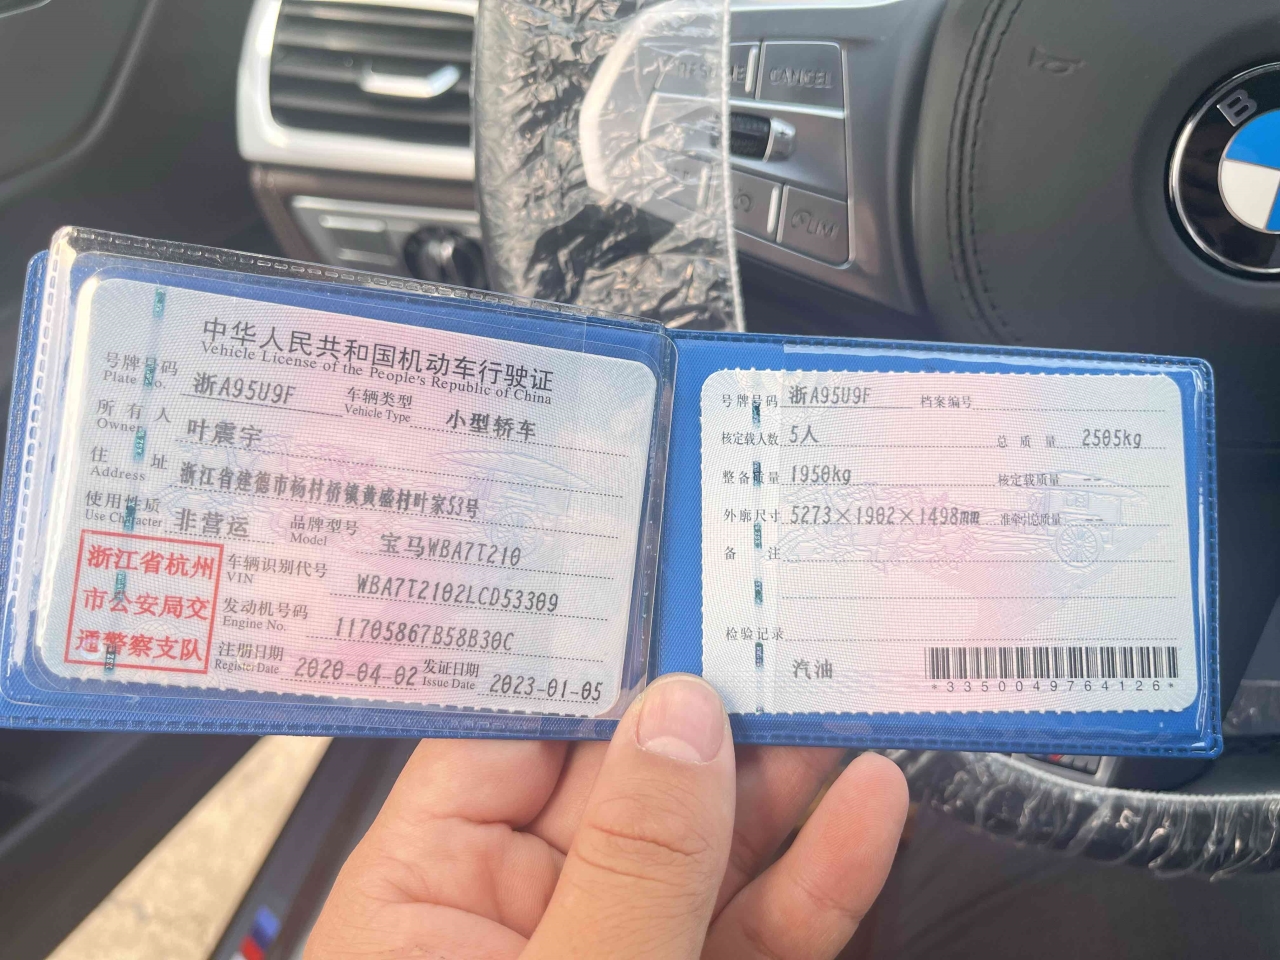 CANCEL
LIM
B
中华人民共和国机动车行驶证
Vehicle License of the People's Republic of China
号牌号码 浙A95U9F 车辆类型 小型轿车
Plate No. Vehicle Type
所有人 叶震宇
Owner
住址 浙江省建德市杨村桥镇黄盛村叶家53号
Address
使用性质 非营运 品牌型号 宝马WBA7T210
Use Character Model
浙江省杭州
市公安局交
通警察支队
车辆识别代号 WBA7T2102LCD53309
VIN
发动机号码 11705867B58B30C
Engine No.
注册日期 2020-04-02 发证日期 2023-01-05
Register Date Issue Date
号牌号码 浙A95U9F 档案编号
核定载人数 5人 总质量 2505kg
整备质量 1950kg 核定载质量 --
外廓尺寸 5273×1902×1498mm 准牵引总质量 --
备注
检验记录
汽油
*3350049764126*